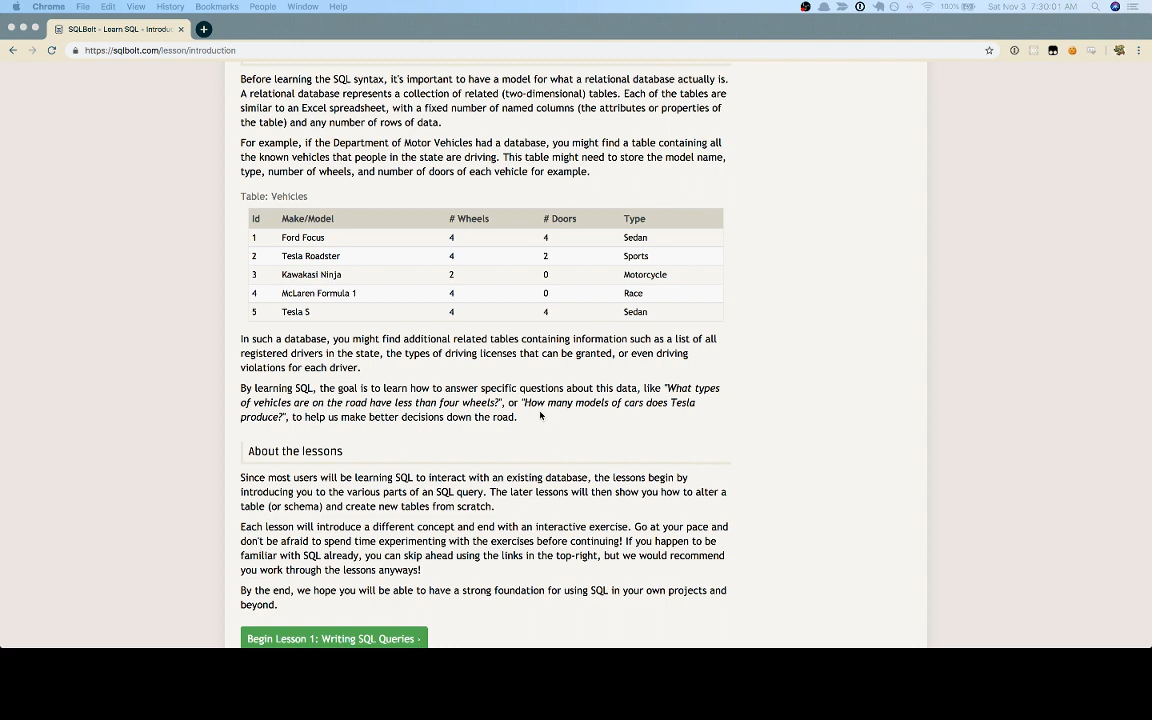 Chrome File Edit View History Bookmarks People Window Help 100% Sat Nov 3 7:30:01 AM
SQLBolt - Learn SQL - Introdu
https://sqlbolt.com/lesson/introduction
Before learning the SQL syntax, it's important to have a model for what a relational database actually is.
A relational database represents a collection of related (two-dimensional) tables. Each of the tables are
similar to an Excel spreadsheet, with a fixed number of named columns (the attributes or properties of
the table) and any number of rows of data.
For example, if the Department of Motor Vehicles had a database, you might find a table containing all
the known vehicles that people in the state are driving. This table might need to store the model name,
type, number of wheels, and number of doors of each vehicle for example.
Table: Vehicles
Id Make/Model # Wheels # Doors Type
1 Ford Focus 4 4 Sedan
2 Tesla Roadster 4 2 Sports
3 Kawakasi Ninja 2 0 Motorcycle
4 McLaren Formula 1 4 0 Race
5 Tesla S 4 4 Sedan
In such a database, you might find additional related tables containing information such as a list of all
registered drivers in the state, the types of driving licenses that can be granted, or even driving
violations for each driver.
By learning SQL, the goal is to learn how to answer specific questions about this data, like "What types
of vehicles are on the road have less than four wheels?", or "How many models of cars does Tesla
produce?", to help us make better decisions down the road.
About the lessons
Since most users will be learning SQL to interact with an existing database, the lessons begin by
introducing you to the various parts of an SQL query. The later lessons will then show you how to alter a
table (or schema) and create new tables from scratch.
Each lesson will introduce a different concept and end with an interactive exercise. Go at your pace and
don't be afraid to spend time experimenting with the exercises before continuing! If you happen to be
familiar with SQL already, you can skip ahead using the links in the top-right, but we would recommend
you work through the lessons anyways!
By the end, we hope you will be able to have a strong foundation for using SQL in your own projects and
beyond.
Begin Lesson 1: Writing SQL Queries ›